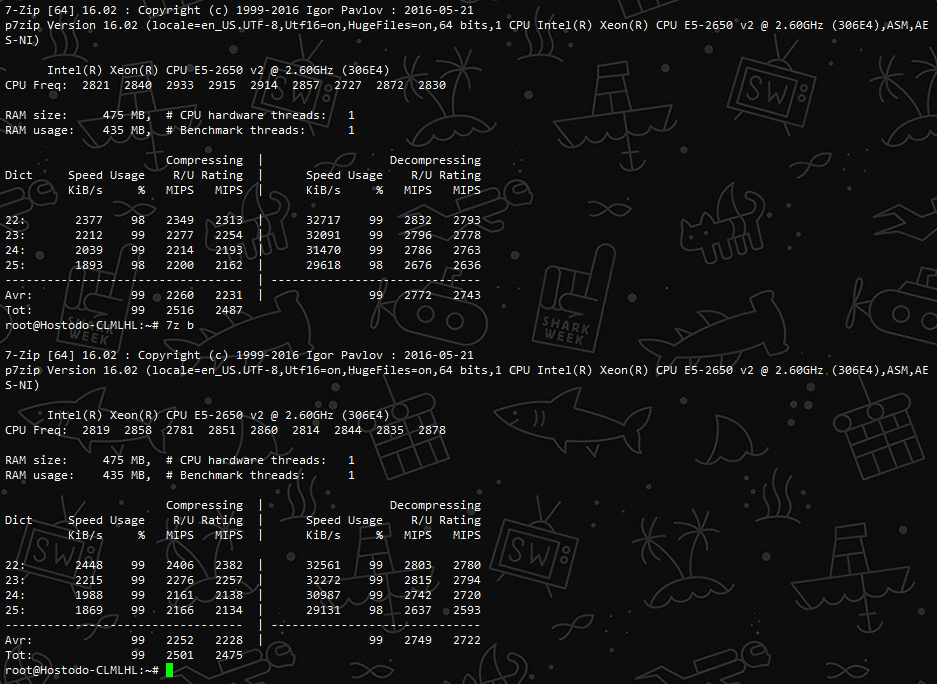 7-Zip [64] 16.02 : Copyright (c) 1999-2016 Igor Pavlov : 2016-05-21
p7zip Version 16.02 (locale=en_US.UTF-8,Utf16=on,HugeFiles=on,64 bits,1 CPU Intel(R) Xeon(R) CPU E5-2650 v2 @ 2.60GHz (306E4),ASM,AE
S-NI)
Intel(R) Xeon(R) CPU E5-2650 v2 @ 2.60GHz (306E4)
CPU Freq:  2821  2840  2933  2915  2914  2857  2727  2872  2830
RAM size:     475 MB,  # CPU hardware threads:   1
RAM usage:    435 MB,  # Benchmark threads:      1
                       Compressing  |                  Decompressing
Dict     Speed Usage    R/U Rating  |      Speed Usage    R/U Rating
         KiB/s     %   MIPS   MIPS  |      KiB/s     %   MIPS   MIPS
22:       2377    98   2349   2313  |      32717    99   2832   2793
23:       2212    99   2277   2254  |      32091    99   2796   2778
24:       2039    99   2214   2193  |      31470    99   2786   2763
25:       1893    98   2200   2162  |      29618    98   2676   2636
---------------------------------- | ------------------------------
Avr:              99   2260   2231  |               99   2772   2743
Tot:              99   2516   2487
root@Hostodo-CLMLHL:~# 7z b
7-Zip [64] 16.02 : Copyright (c) 1999-2016 Igor Pavlov : 2016-05-21
p7zip Version 16.02 (locale=en_US.UTF-8,Utf16=on,HugeFiles=on,64 bits,1 CPU Intel(R) Xeon(R) CPU E5-2650 v2 @ 2.60GHz (306E4),ASM,AE
S-NI)
Intel(R) Xeon(R) CPU E5-2650 v2 @ 2.60GHz (306E4)
CPU Freq:  2819  2858  2781  2851  2860  2814  2844  2835  2878
RAM size:     475 MB,  # CPU hardware threads:   1
RAM usage:    435 MB,  # Benchmark threads:      1
                       Compressing  |                  Decompressing
Dict     Speed Usage    R/U Rating  |      Speed Usage    R/U Rating
         KiB/s     %   MIPS   MIPS  |      KiB/s     %   MIPS   MIPS
22:       2448    99   2406   2382  |      32561    99   2803   2780
23:       2215    99   2276   2257  |      32272    99   2815   2794
24:       1988    99   2161   2138  |      30987    99   2742   2720
25:       1869    99   2166   2134  |      29131    98   2637   2593
---------------------------------- | ------------------------------
Avr:              99   2252   2228  |               99   2749   2722
Tot:              99   2501   2475
root@Hostodo-CLMLHL:~#
SW
SW
SHARK
WEEK
SHARK
WEEK
SW
SW